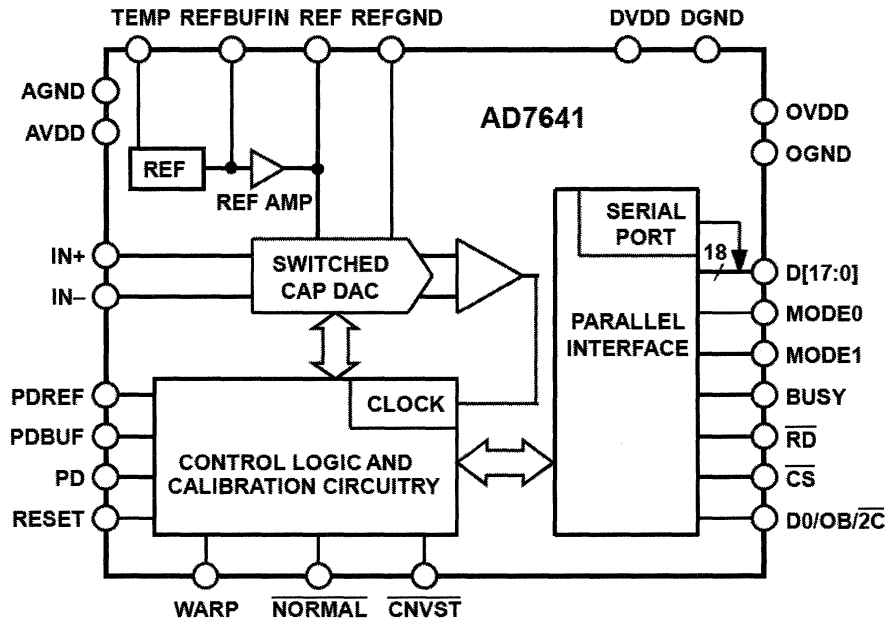 TEMP REFBUFIN REF REFGND DVDD DGND
AGND
AVDD
AD7641
OVDD
OGND
REF
REF AMP
SERIAL
PORT
18
IN+
IN–
SWITCHED
CAP DAC
D[17:0]
MODE0
MODE1
BUSY
RD
CS
D0/OB/2C
PARALLEL
INTERFACE
PDREF
PDBUF
PD
RESET
CLOCK
CONTROL LOGIC AND
CALIBRATION CIRCUITRY
WARP NORMAL CNVST